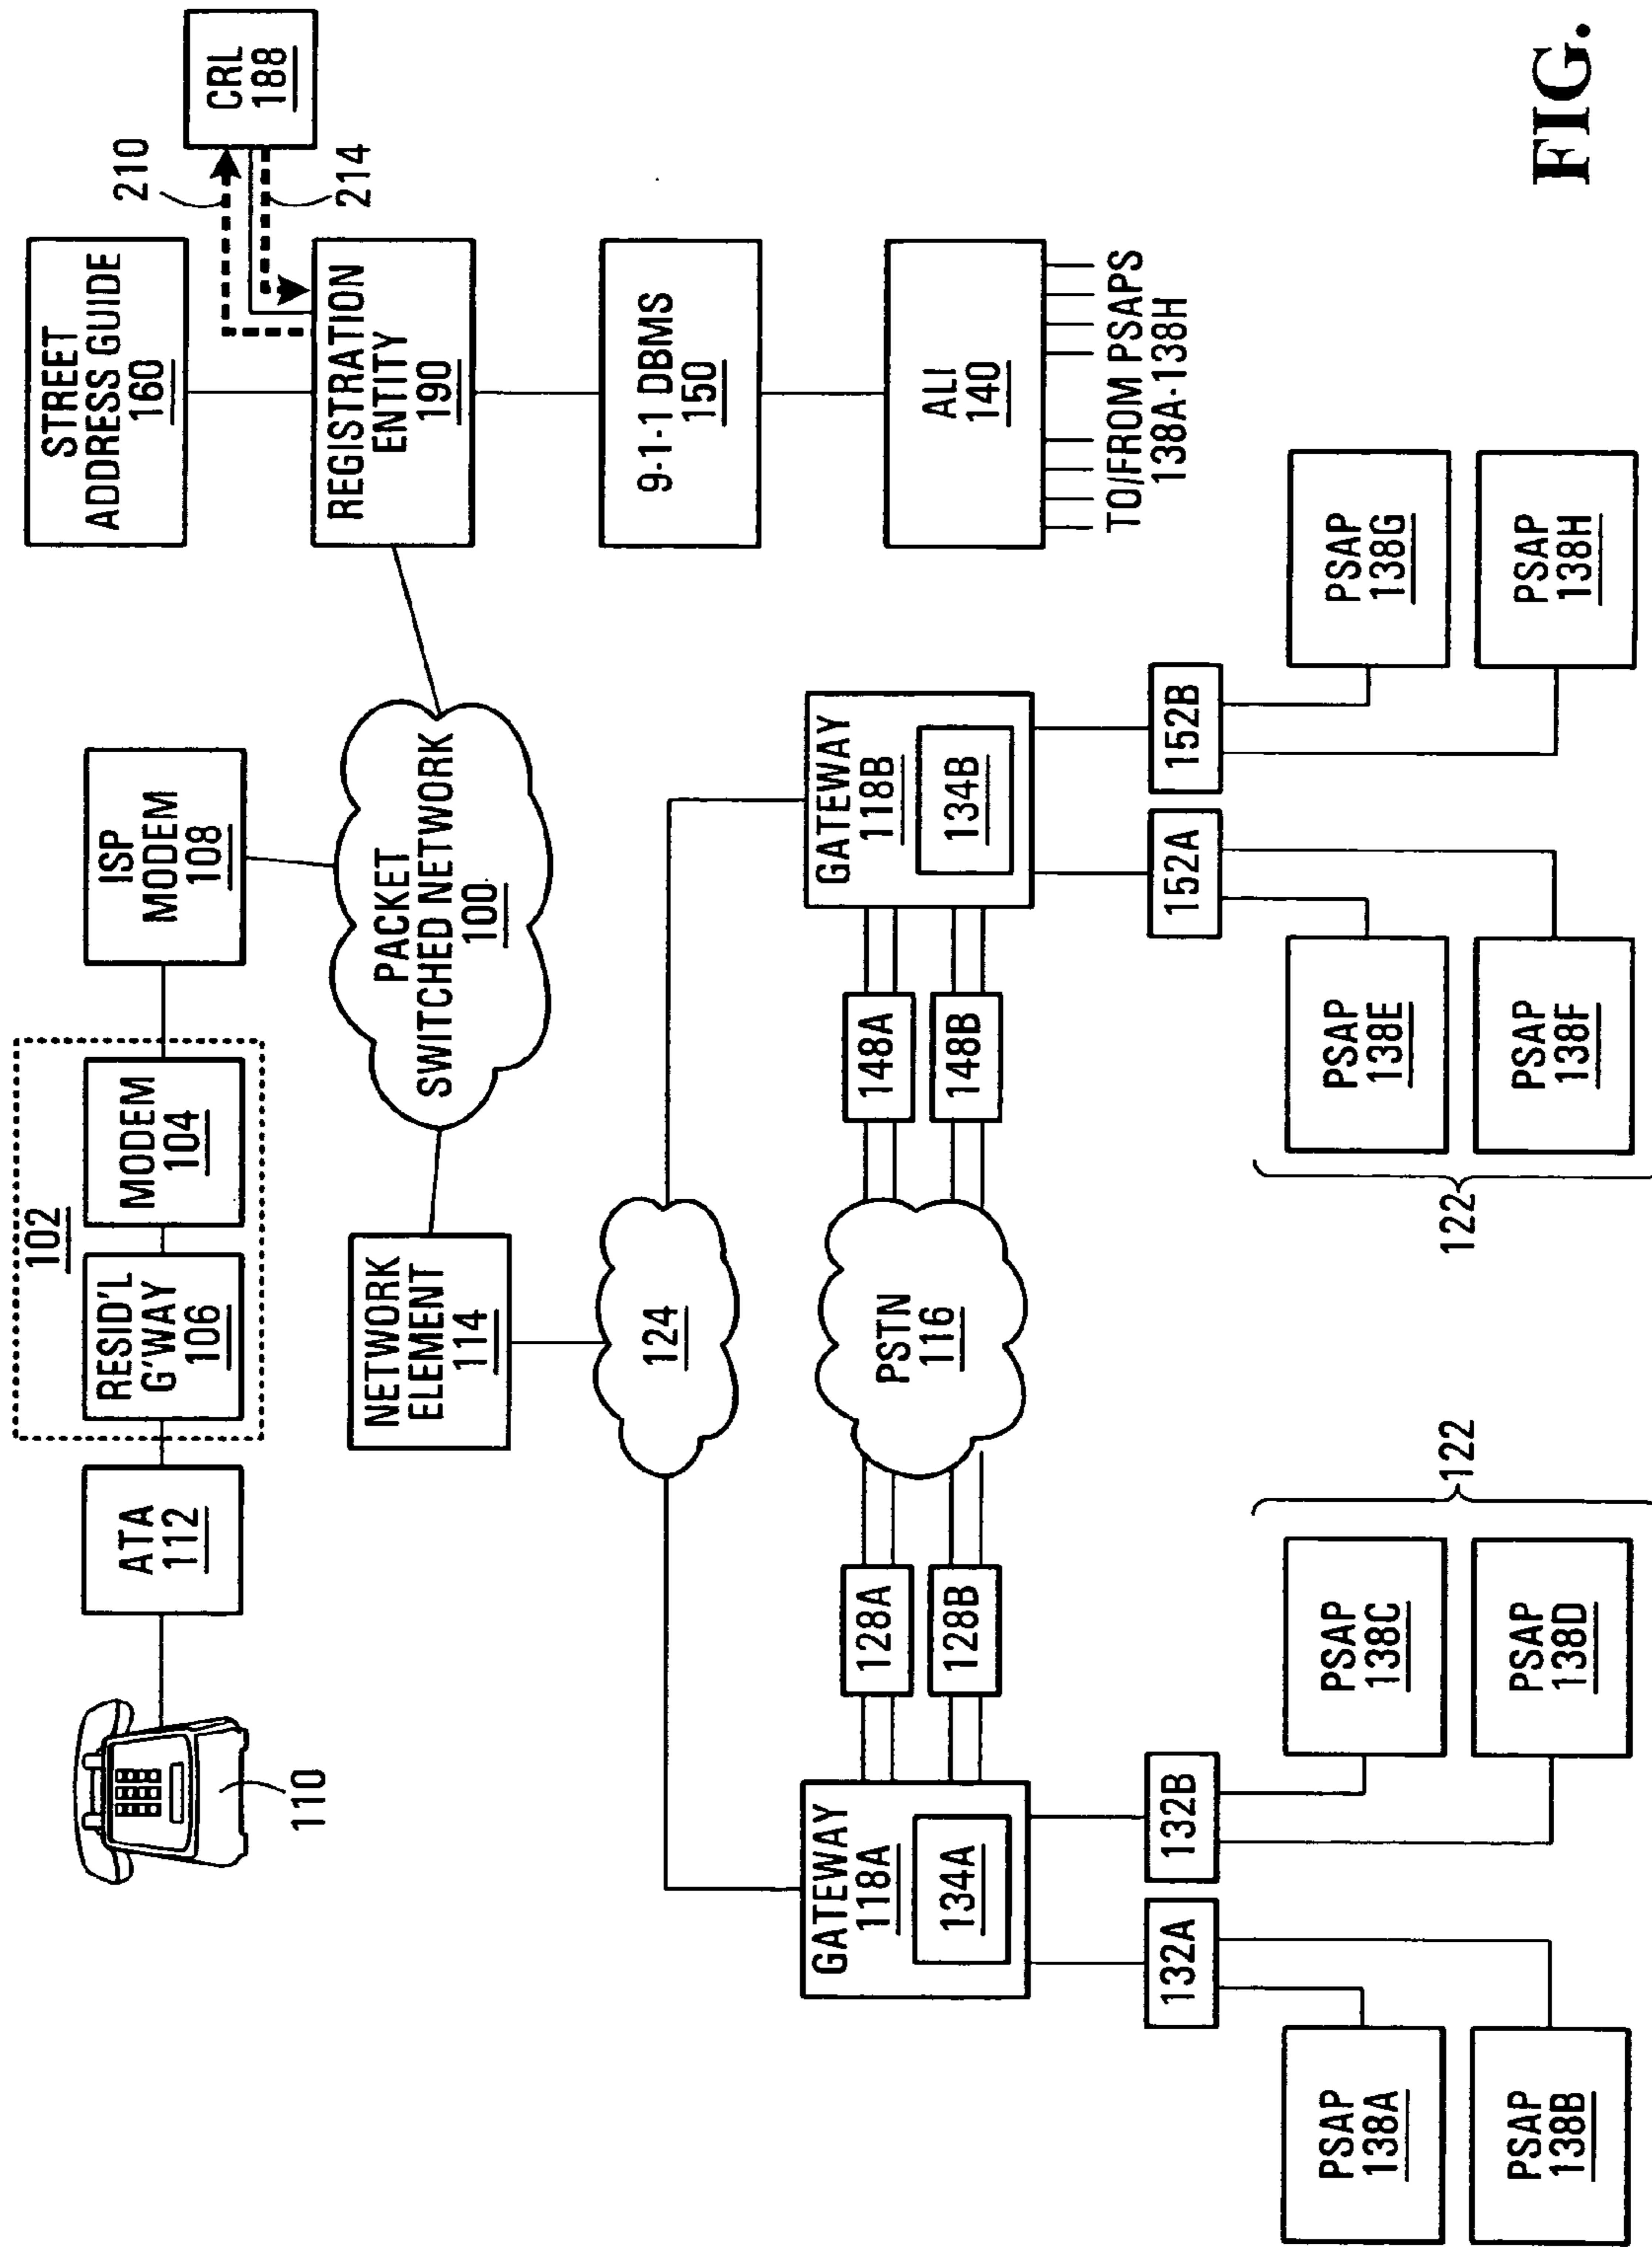 110
ATA
112
102
RESID'L
G'WAY
106
MODEM
104
ISP
MODEM
108
STREET
ADDRESS GUIDE
160
210
CRL
188
214
REGISTRATION
ENTITY
190
PACKET
SWITCHED NETWORK
100
NETWORK
ELEMENT
114
9-1-1 DBMS
150
124
ALI
140
TO/FROM PSAPS
138A-138H
GATEWAY
118A
134A
128A
128B
PSTN
116
148A
148B
GATEWAY
118B
134B
132A
132B
152A
152B
PSAP
138A
PSAP
138B
PSAP
138C
PSAP
138D
122
122
PSAP
138E
PSAP
138F
PSAP
138G
PSAP
138H
FIG.